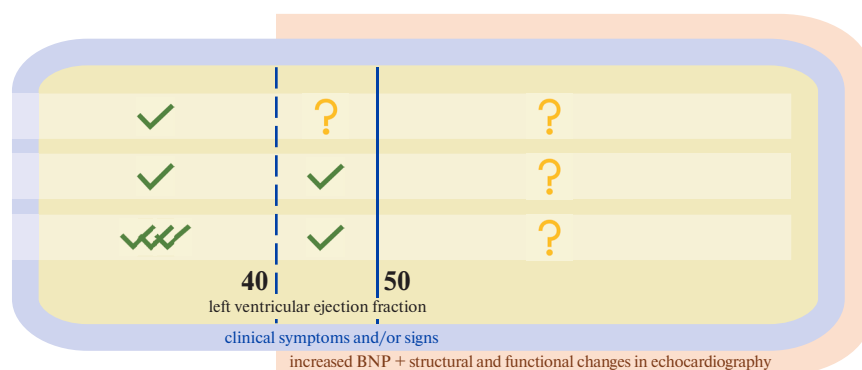 ?
?
?
40 50
left ventricular ejection fraction
clinical symptoms and/or signs
increased BNP + structural and functional changes in echocardiography